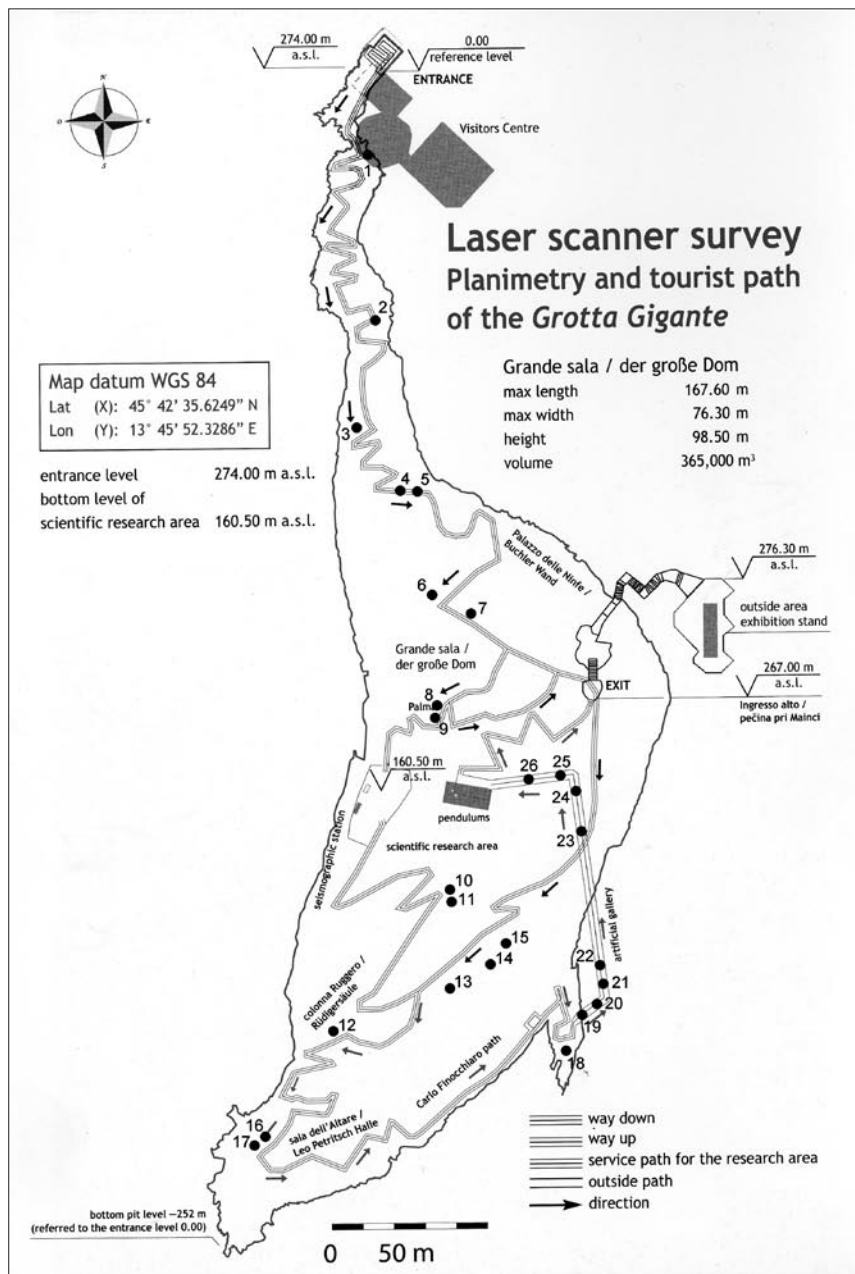 274.00 m
a.s.l.
0.00
reference level
ENTRANCE
N
O
E
S
Visitors Centre
1
Laser scanner survey
Planimetry and tourist path
of the Grotta Gigante
2
Grande sala / der große Dom
max length 167.60 m
max width 76.30 m
height 98.50 m
volume 365,000 m³
Map datum WGS 84
Lat (X): 45° 42' 35.6249" N
Lon (Y): 13° 45' 52.3286" E
3
entrance level 274.00 m a.s.l.
bottom level of
scientific research area 160.50 m a.s.l.
4 5
Palazzo delle Ninfe /
Buchler Wand
276.30 m
a.s.l.
6
7
outside area
exhibition stand
Grande sala /
der große Dom
267.00 m
a.s.l.
EXIT
Ingresso alto /
pečina pri Mainci
8
Palma
9
160.50 m
a.s.l.
26 25
24
pendulums
23
seismographic station
scientific research area
10
11
15
14
13
artificial gallery
22
21
20
19
18
colonna Ruggero /
Rüdigersäule
12
Carlo Finocchiaro path
16
17
sala dell'Altare /
Leo Petritsch Halle
way down
way up
service path for the research area
outside path
direction
bottom pit level −252 m
(referred to the entrance level 0.00)
0 50 m